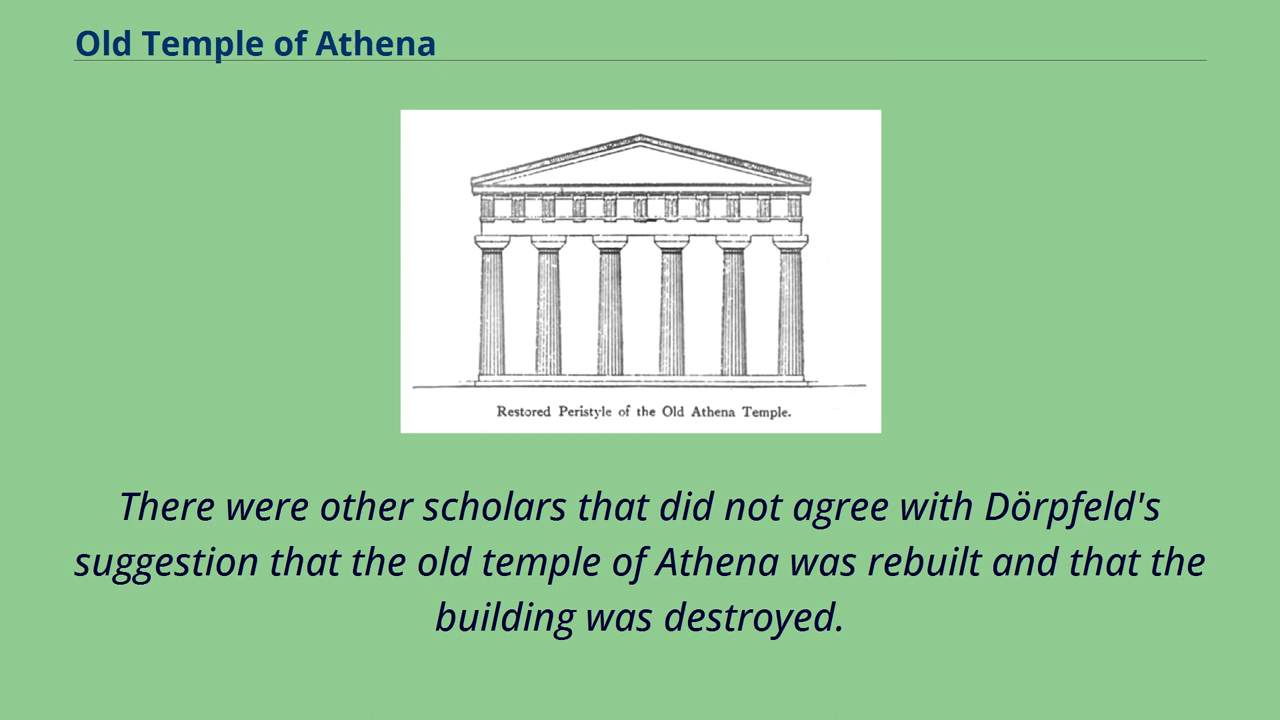 Old Temple of Athena
Restored Peristyle of the Old Athena Temple.
There were other scholars that did not agree with Dörpfeld's
suggestion that the old temple of Athena was rebuilt and that the
building was destroyed.